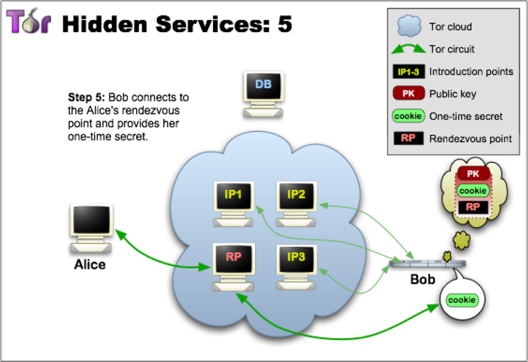 Tor Hidden Services: 5
Tor cloud
Tor circuit
IP1-3 Introduction points
PK Public key
cookie One-time secret
RP Rendezvous point
DB
Step 5: Bob connects to
the Alice's rendezvous
point and provides her
one-time secret.
PK
cookie
RP
IP1 IP2
Alice
RP IP3
Bob
cookie